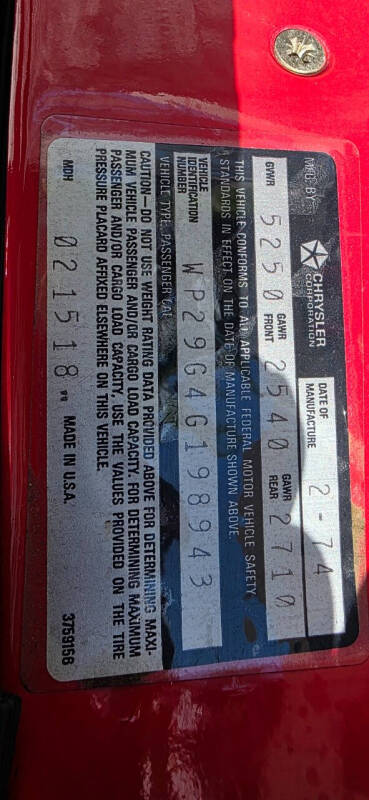 MFD. BY CHRYSLER CORPORATION DATE OF MANUFACTURE 2-74
GVWR 5250 GAWR FRONT 2540 GAWR REAR 2710
THIS VEHICLE CONFORMS TO ALL APPLICABLE FEDERAL MOTOR VEHICLE SAFETY
STANDARDS IN EFFECT ON THE DATE OF MANUFACTURE SHOWN ABOVE.
VEHICLE IDENTIFICATION NUMBER WP29G4G198943
VEHICLE TYPE: PASSENGER CAR
CAUTION—DO NOT USE WEIGHT RATING DATA PROVIDED ABOVE FOR DETERMINING MAXI-
MUM VEHICLE PASSENGER AND/OR CARGO LOAD CAPACITY. FOR DETERMINING MAXIMUM
PASSENGER AND/OR CARGO LOAD CAPACITY, USE THE VALUES PROVIDED ON THE TIRE
PRESSURE PLACARD AFFIXED ELSEWHERE ON THIS VEHICLE.
MDH 021518 MADE IN U.S.A. 3759156